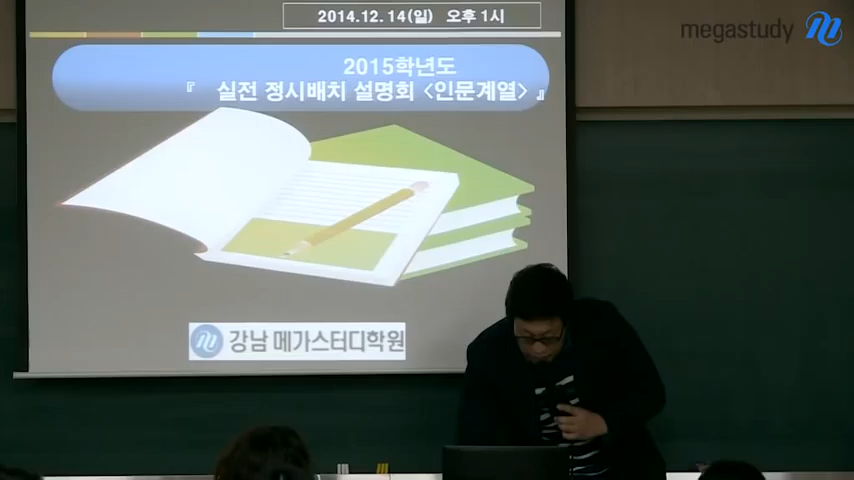 2014.12.14(일) 오후 1시
megastudy
2015학년도
『 실전 정시배치 설명회 <인문계열> 』
강남 메가스터디학원